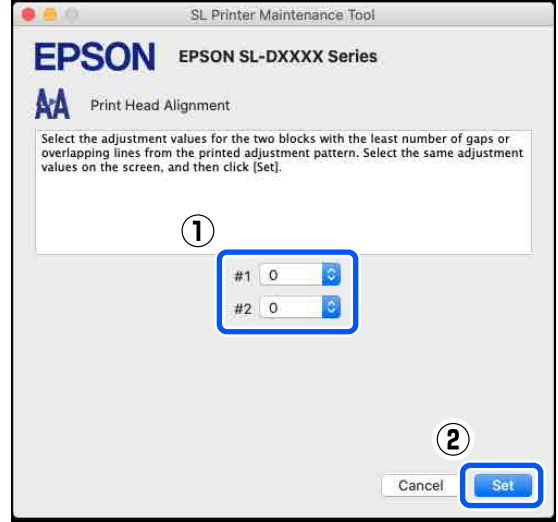 SL Printer Maintenance Tool
EPSON EPSON SL-DXXXX Series
AA Print Head Alignment
Select the adjustment values for the two blocks with the least number of gaps or
overlapping lines from the printed adjustment pattern. Select the same adjustment
values on the screen, and then click [Set].
①
#1 0
#2 0
②
Cancel Set